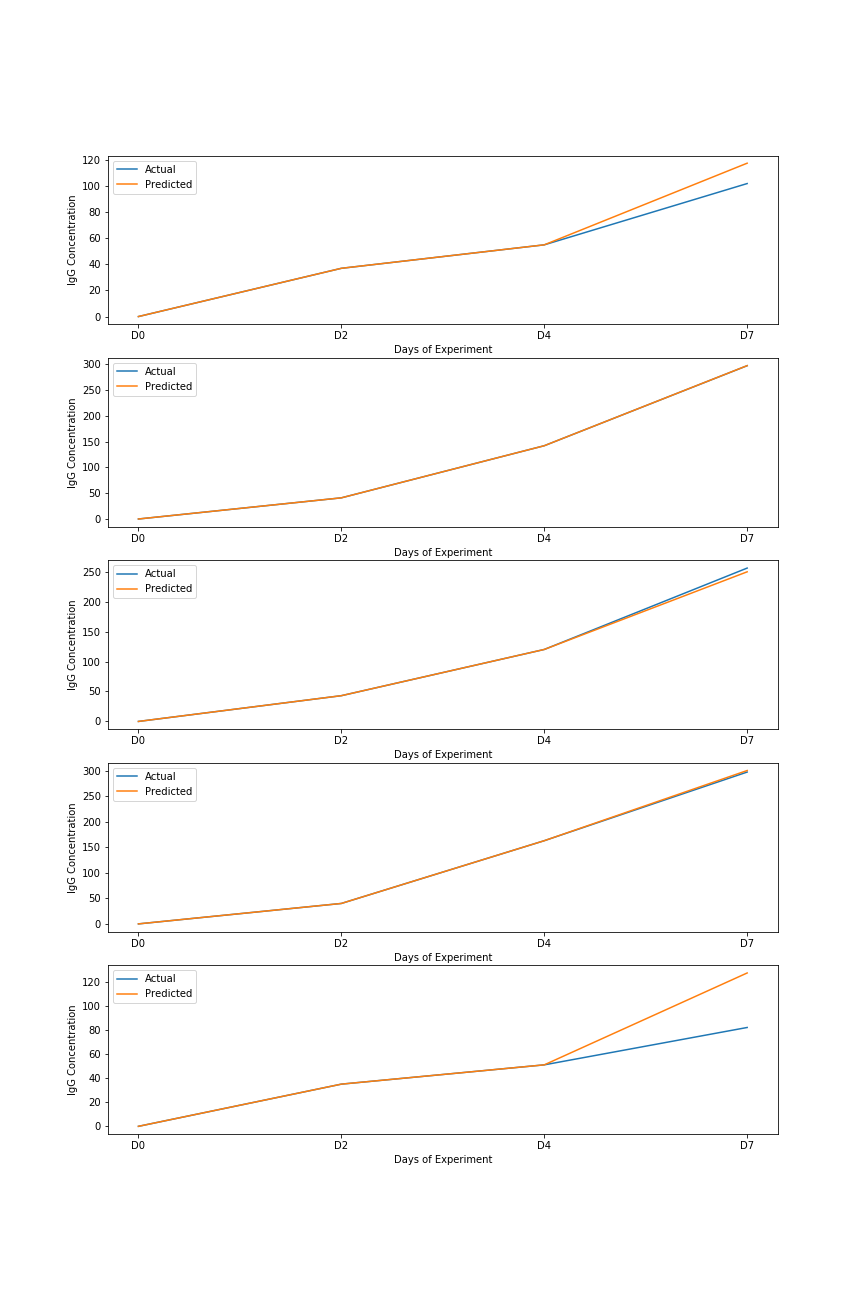 120
100
80
60
40
20
0
IgG Concentration
Actual
Predicted
D0 D2 D4 D7
Days of Experiment
300
250
200
150
100
50
0
IgG Concentration
Actual
Predicted
D0 D2 D4 D7
Days of Experiment
250
200
150
100
50
0
IgG Concentration
Actual
Predicted
D0 D2 D4 D7
Days of Experiment
300
250
200
150
100
50
0
IgG Concentration
Actual
Predicted
D0 D2 D4 D7
Days of Experiment
120
100
80
60
40
20
0
IgG Concentration
Actual
Predicted
D0 D2 D4 D7
Days of Experiment